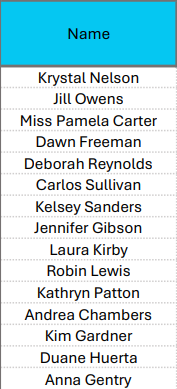 Name
Krystal Nelson
Jill Owens
Miss Pamela Carter
Dawn Freeman
Deborah Reynolds
Carlos Sullivan
Kelsey Sanders
Jennifer Gibson
Laura Kirby
Robin Lewis
Kathryn Patton
Andrea Chambers
Kim Gardner
Duane Huerta
Anna Gentry